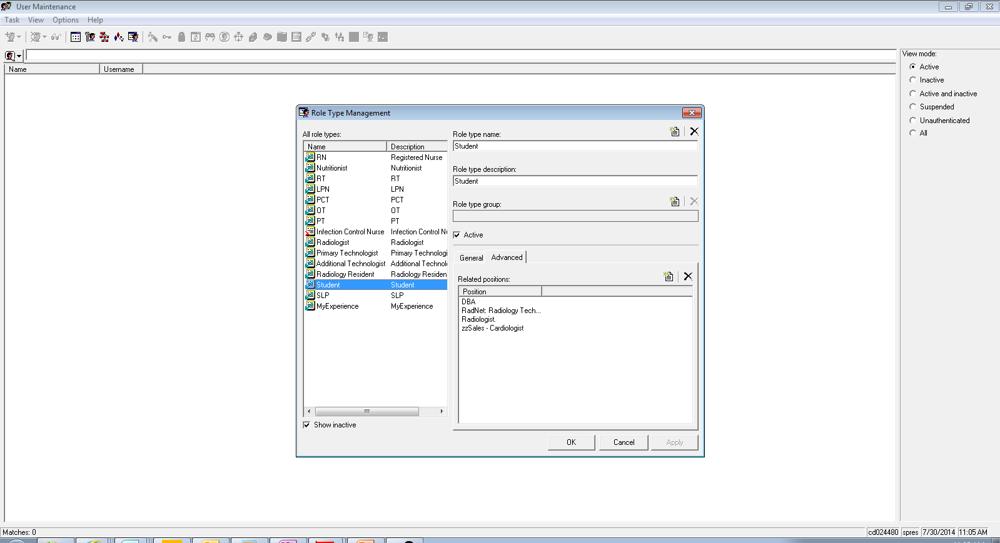 User Maintenance
Task View Options Help
Name Username
View mode:
Active
Inactive
Active and inactive
Suspended
Unauthenticated
All
Role Type Management
All role types:
Name Description
RN Registered Nurse
Nutritionist Nutritionist
RT RT
LPN LPN
PCT PCT
OT OT
PT PT
Infection Control Nurse Infection Control Nu
Radiologist Radiologist
Primary Technologist Primary Technologi
Additional Technologist Additional Technol
Radiology Resident Radiology Residen
Student Student
SLP SLP
MyExperience MyExperience
Show inactive
Role type name:
Student
Role type description:
Student
Role type group:
Active
General Advanced
Related positions:
Position
DBA
RadNet: Radiology Tech...
Radiologist.
zzSales - Cardiologist
OK Cancel Apply
Matches: 0
cd024480 spres 7/30/2014 11:05 AM